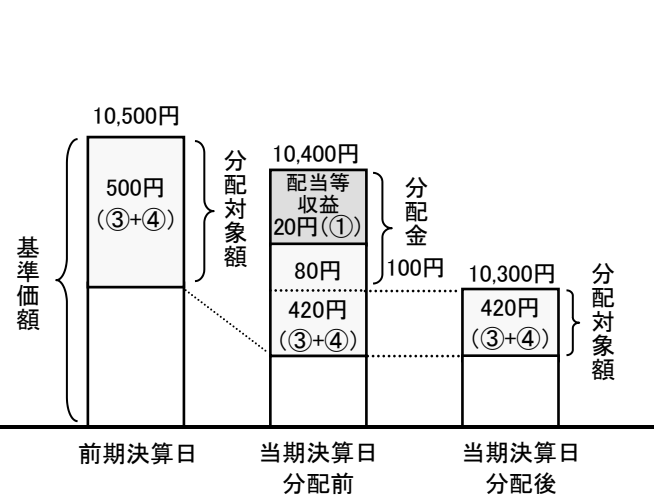 10,500円
500円
(③+④)
分配対象額
基準価額
前期決算日
10,400円
配当等
収益
20円(①)
80円
420円
(③+④)
分配金
100円
当期決算日
分配前
10,300円
420円
(③+④)
分配対象額
当期決算日
分配後